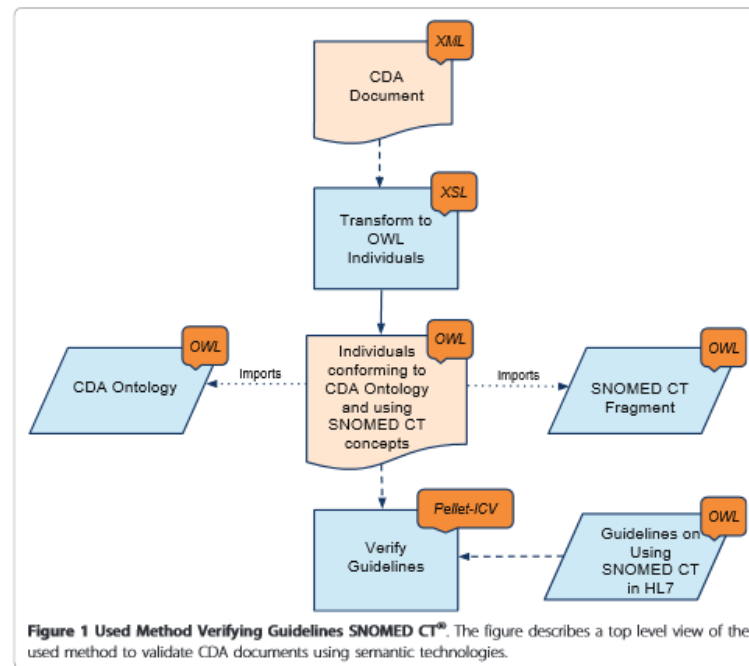 XML
CDA
Document
XSL
Transform to
OWL
Individuals
OWL
CDA Ontology
Imports
OWL
Individuals
conforming to
CDA Ontology
and using
SNOMED CT
concepts
Imports
OWL
SNOMED CT
Fragment
Pellet-ICV
Verify
Guidelines
OWL
Guidelines on
Using
SNOMED CT
in HL7
Figure 1 Used Method Verifying Guidelines SNOMED CT®. The figure describes a top level view of the
used method to validate CDA documents using semantic technologies.